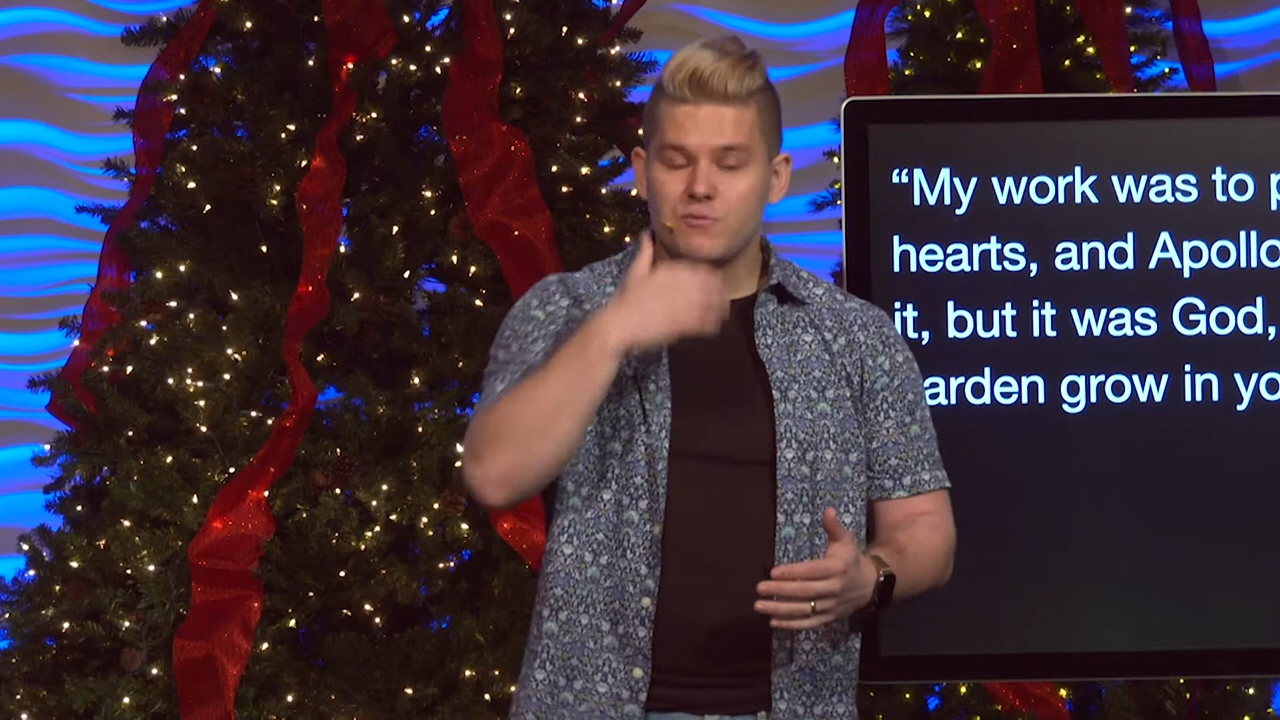 “My work was to
hearts, and Apollo
it, but it was God,
arden grow in yo